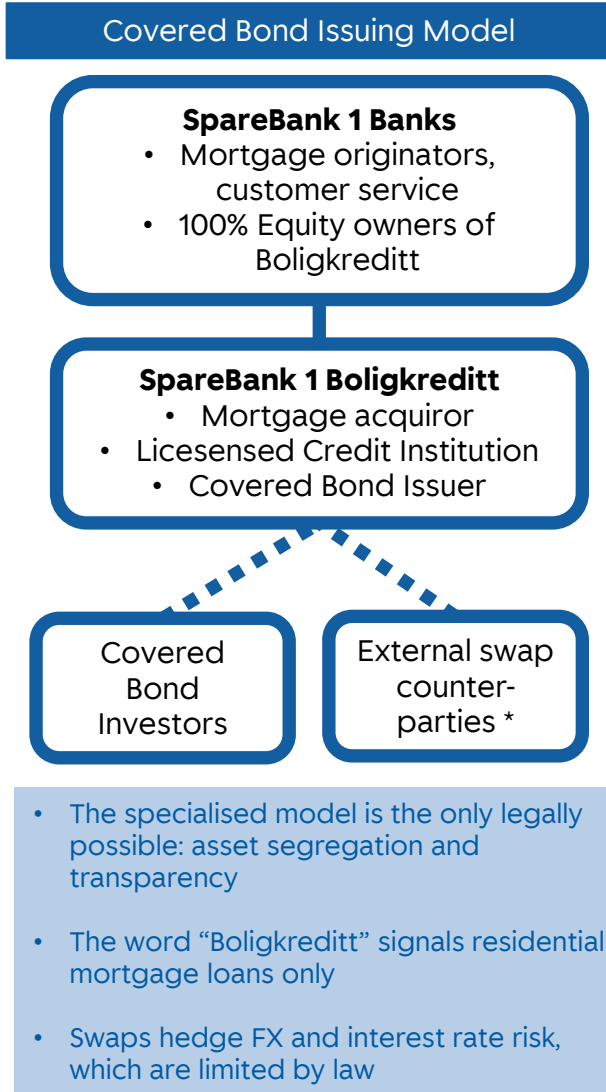 Covered Bond Issuing Model
SpareBank 1 Banks
• Mortgage originators,
customer service
• 100% Equity owners of
Boligkreditt
SpareBank 1 Boligkreditt
• Mortgage acquiror
• Licesensed Credit Institution
• Covered Bond Issuer
Covered
Bond
Investors
External swap
counter-
parties *
• The specialised model is the only legally
possible: asset segregation and
transparency
• The word “Boligkreditt” signals residential
mortgage loans only
• Swaps hedge FX and interest rate risk,
which are limited by law